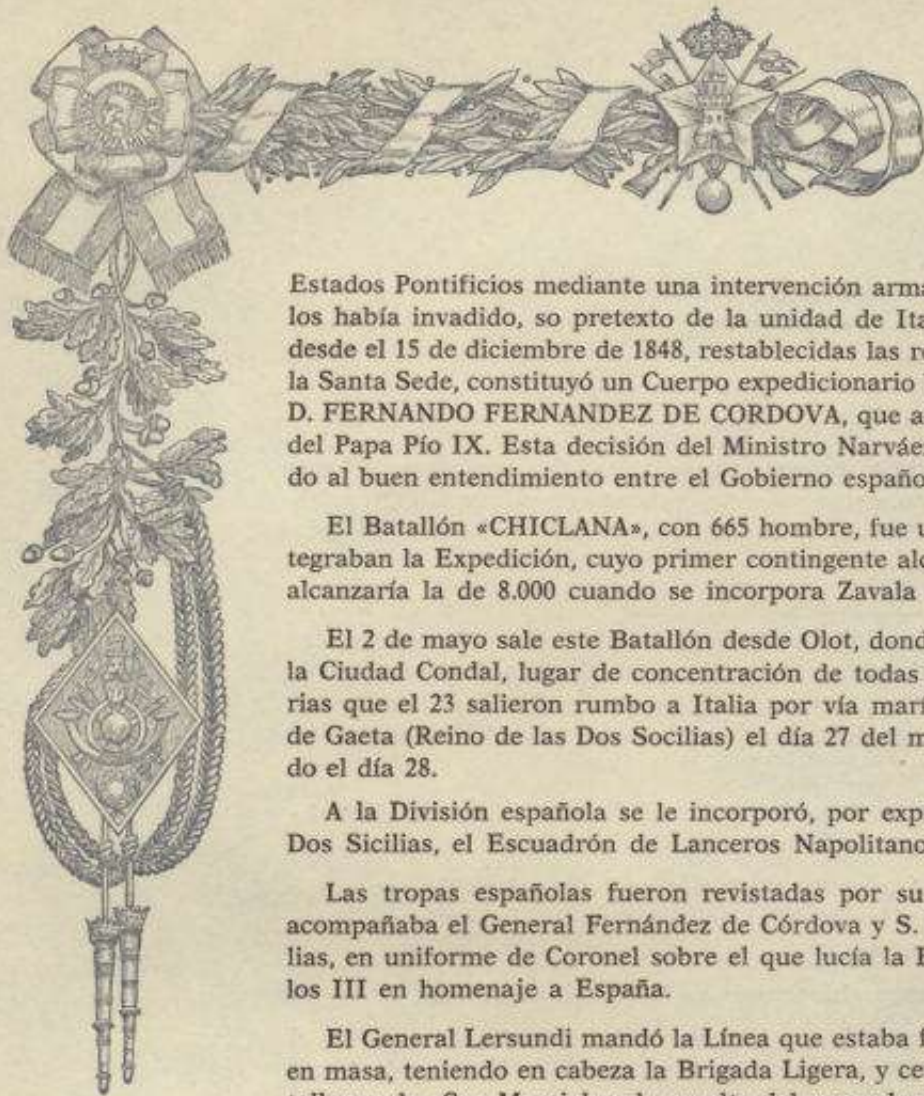 Estados Pontificios mediante una intervención arma
los había invadido, so pretexto de la unidad de Ita
desde el 15 de diciembre de 1848, restablecidas las r
la Santa Sede, constituyó un Cuerpo expedicionario
D. FERNANDO FERNANDEZ DE CORDOVA, que a
del Papa Pío IX. Esta decisión del Ministro Narváe
do al buen entendimiento entre el Gobierno españo
El Batallón «CHICLANA», con 665 hombre, fue u
tegraban la Expedición, cuyo primer contingente alc
alcanzaría la de 8.000 cuando se incorpora Zavala
El 2 de mayo sale este Batallón desde Olot, dond
la Ciudad Condal, lugar de concentración de todas
rias que el 23 salieron rumbo a Italia por vía marí
de Gaeta (Reino de las Dos Socilias) el día 27 del m
do el día 28.
A la División española se le incorporó, por exp
Dos Sicilias, el Escuadrón de Lanceros Napolitano
Las tropas españolas fueron revistadas por su
acompañaba el General Fernández de Córdova y S.
lias, en uniforme de Coronel sobre el que lucía la
los III en homenaje a España.
El General Lersundi mandó la Línea que estaba f
en masa, teniendo en cabeza la Brigada Ligera, y ce